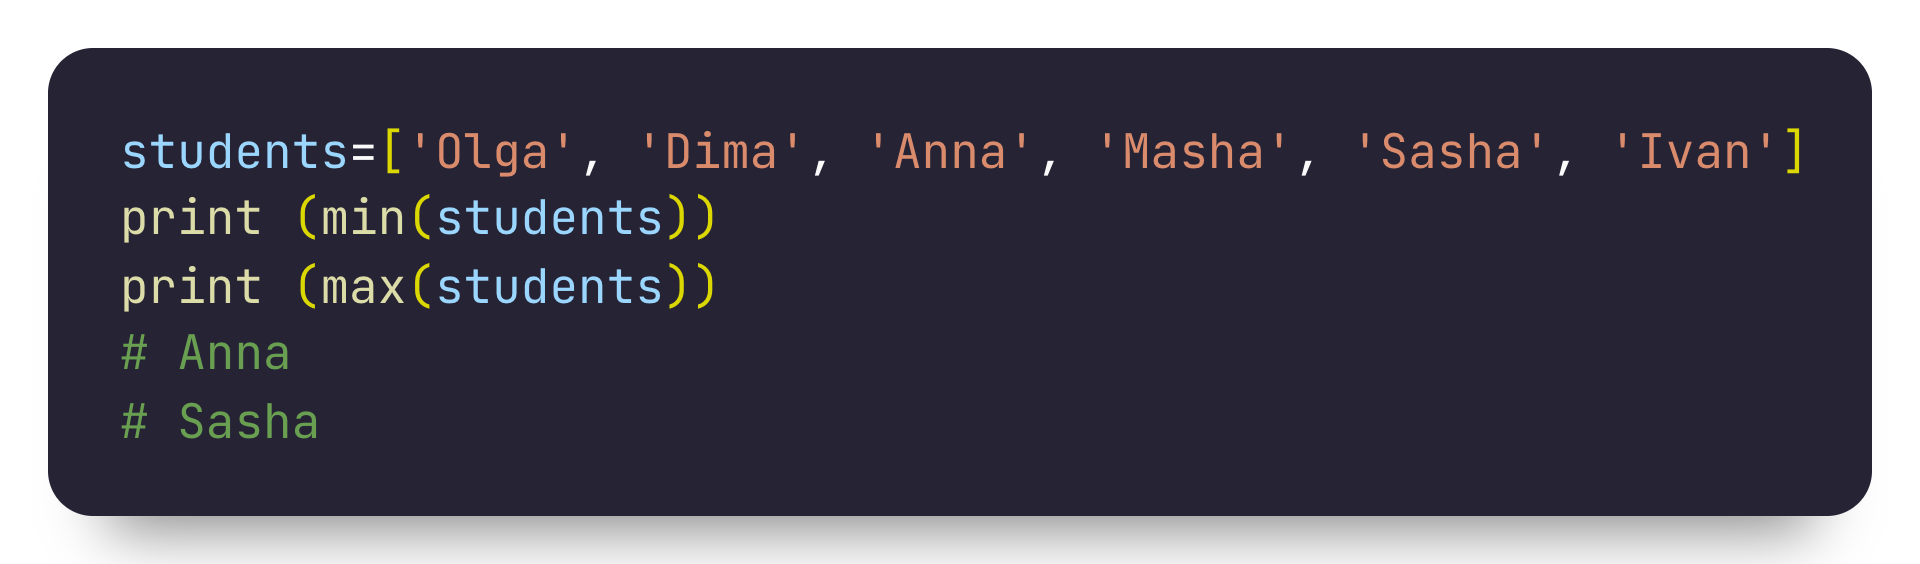 students=['Olga', 'Dima', 'Anna', 'Masha', 'Sasha', 'Ivan']
print (min(students))
print (max(students))
# Anna
# Sasha